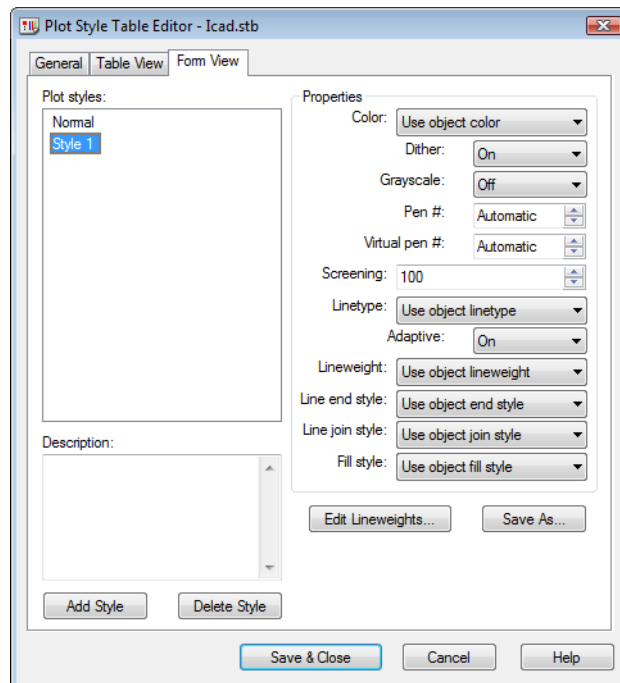 Plot Style Table Editor - Icad.stb
General Table View Form View
Plot styles:
Normal
Style 1
Description:
Add Style Delete Style
Properties
Color: Use object color
Dither: On
Grayscale: Off
Pen #: Automatic
Virtual pen #: Automatic
Screening: 100
Linetype: Use object linetype
Adaptive: On
Lineweight: Use object lineweight
Line end style: Use object end style
Line join style: Use object join style
Fill style: Use object fill style
Edit Lineweights... Save As...
Save & Close Cancel Help